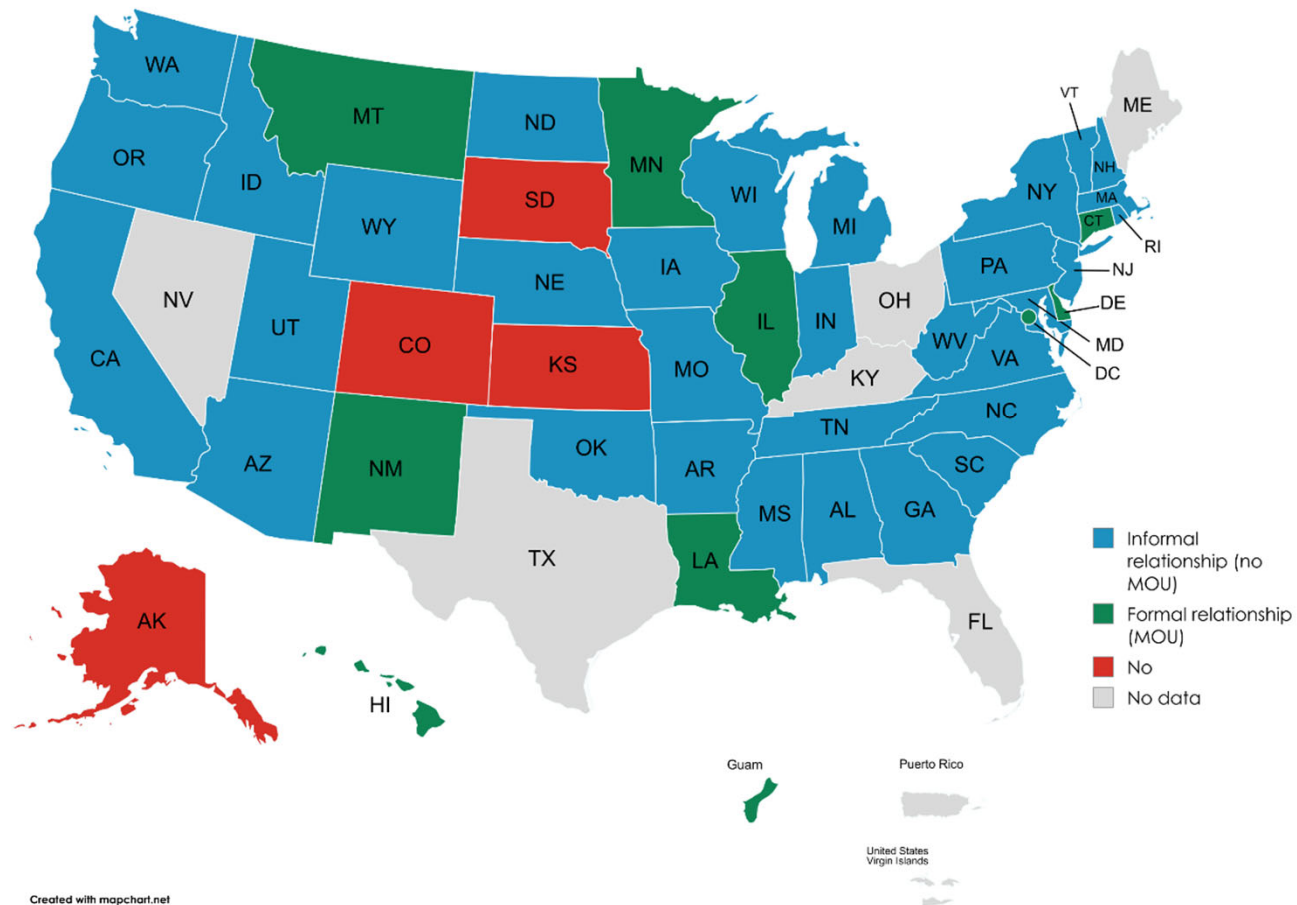 WA
MT
ND
MN
VT
ME
OR
ID
SD
WI
NH
NY
MA
WY
MI
CT
RI
IA
PA
NJ
NE
NV
OH
DE
UT
IL
IN
WV
CA
CO
MD
KS
MO
VA
DC
KY
NC
TN
AZ
OK
NM
AR
SC
MS
AL
GA
Informal
relationship (no
MOU)
TX
LA
Formal relationship
(MOU)
FL
AK
No
No data
HI
Guam
Puerto Rico
United States
Virgin Islands
Created with mapchart.net